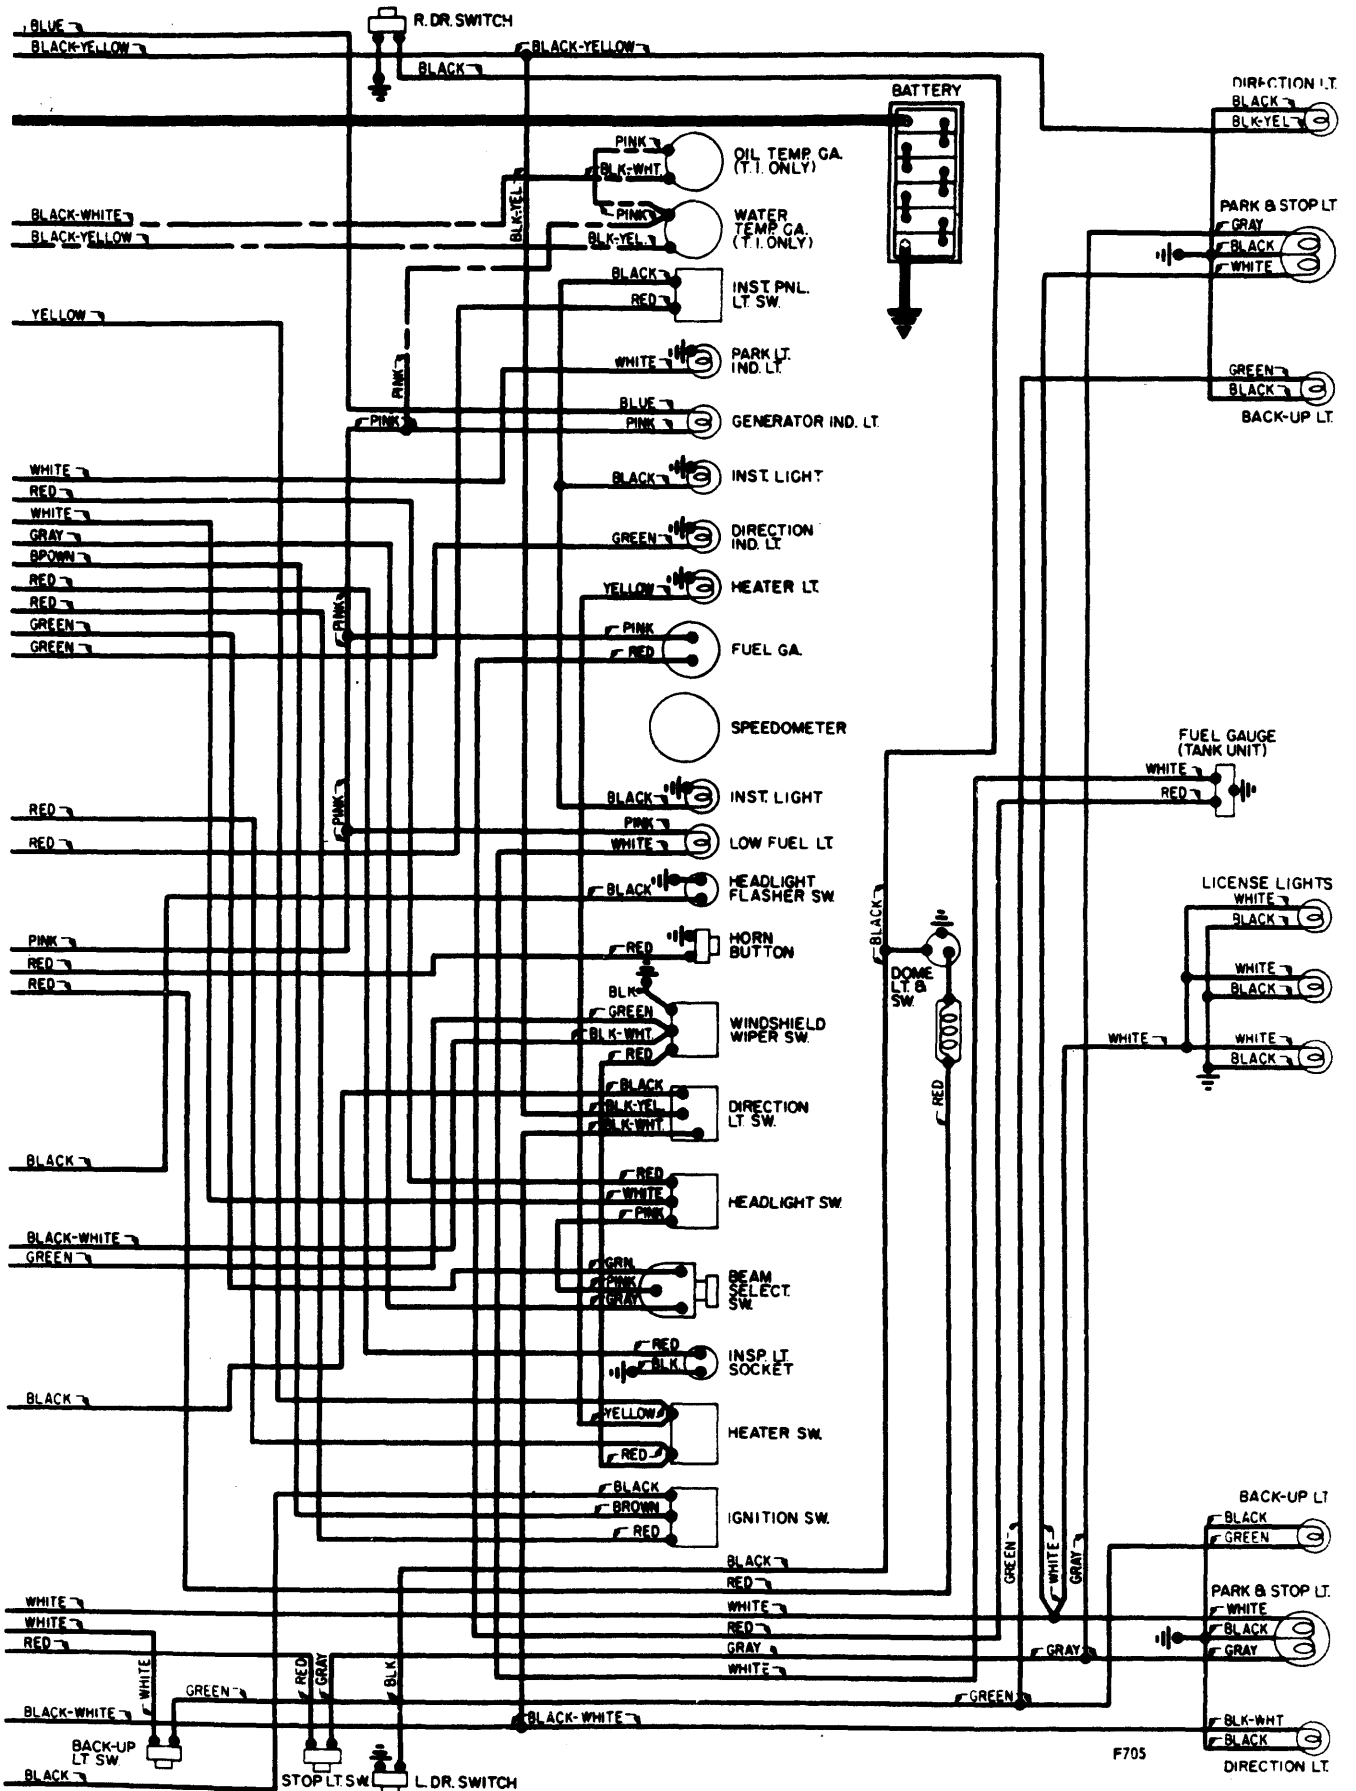 BLUE
BLACK-YELLOW
R. DR. SWITCH
BLACK-YELLOW
BLACK
BATTERY
DIRECTION LT.
BLACK
BLK-YEL
PINK
OIL TEMP. GA.
(T.I. ONLY)
BLK-WHT.
BLK-YEL.
BLACK-WHITE
BLACK-YELLOW
PINK
WATER
TEMP. GA.
(T.I. ONLY)
BLK-YEL.
PARK & STOP LT
GRAY
BLACK
WHITE
BLACK
RED
INST. PNL.
LT. SW.
YELLOW
WHITE
PARK LT.
IND. LT.
PINK
GREEN
BLACK
BACK-UP LT.
BLUE
PINK
PINK
GENERATOR IND. LT.
WHITE
RED
WHITE
GRAY
BROWN
RED
RED
GREEN
GREEN
BLACK
INST. LIGHT
GREEN
DIRECTION
IND. LT.
YELLOW
HEATER LT.
PINK
PINK
RED
FUEL GA.
SPEEDOMETER
FUEL GAUGE
(TANK UNIT)
WHITE
RED
RED
RED
PINK
BLACK
INST. LIGHT
PINK
WHITE
LOW FUEL LT.
BLACK
HEADLIGHT
FLASHER SW.
LICENSE LIGHTS
WHITE
BLACK
WHITE
BLACK
WHITE
WHITE
BLACK
PINK
RED
RED
RED
HORN
BUTTON
BLACK
DOME
LT. &
SW.
RED
BLK
GREEN
BLK-WHT.
RED
WINDSHIELD
WIPER SW.
BLACK
BLK-YEL.
BLK-WHT.
DIRECTION
LT. SW.
BLACK
RED
WHITE
PINK
HEADLIGHT SW.
BLACK-WHITE
GREEN
GRN.
PINK
GRAY
BEAM
SELECT.
SW.
RED
BLK.
INSP. LT.
SOCKET
BLACK
YELLOW
RED
HEATER SW.
BLACK
BROWN
RED
IGNITION SW.
GREEN
WHITE
GRAY
BACK-UP LT
BLACK
GREEN
BLACK
RED
WHITE
RED
GRAY
WHITE
WHITE
WHITE
RED
PARK & STOP LT.
WHITE
BLACK
GRAY
GRAY
WHITE
RED
GRAY
BLK
GREEN
GREEN
BLACK-WHITE
BLACK-WHITE
BACK-UP
LT SW.
BLACK
STOP LT. SW.
L. DR. SWITCH
F705
BLK-WHT
BLACK
DIRECTION LT.